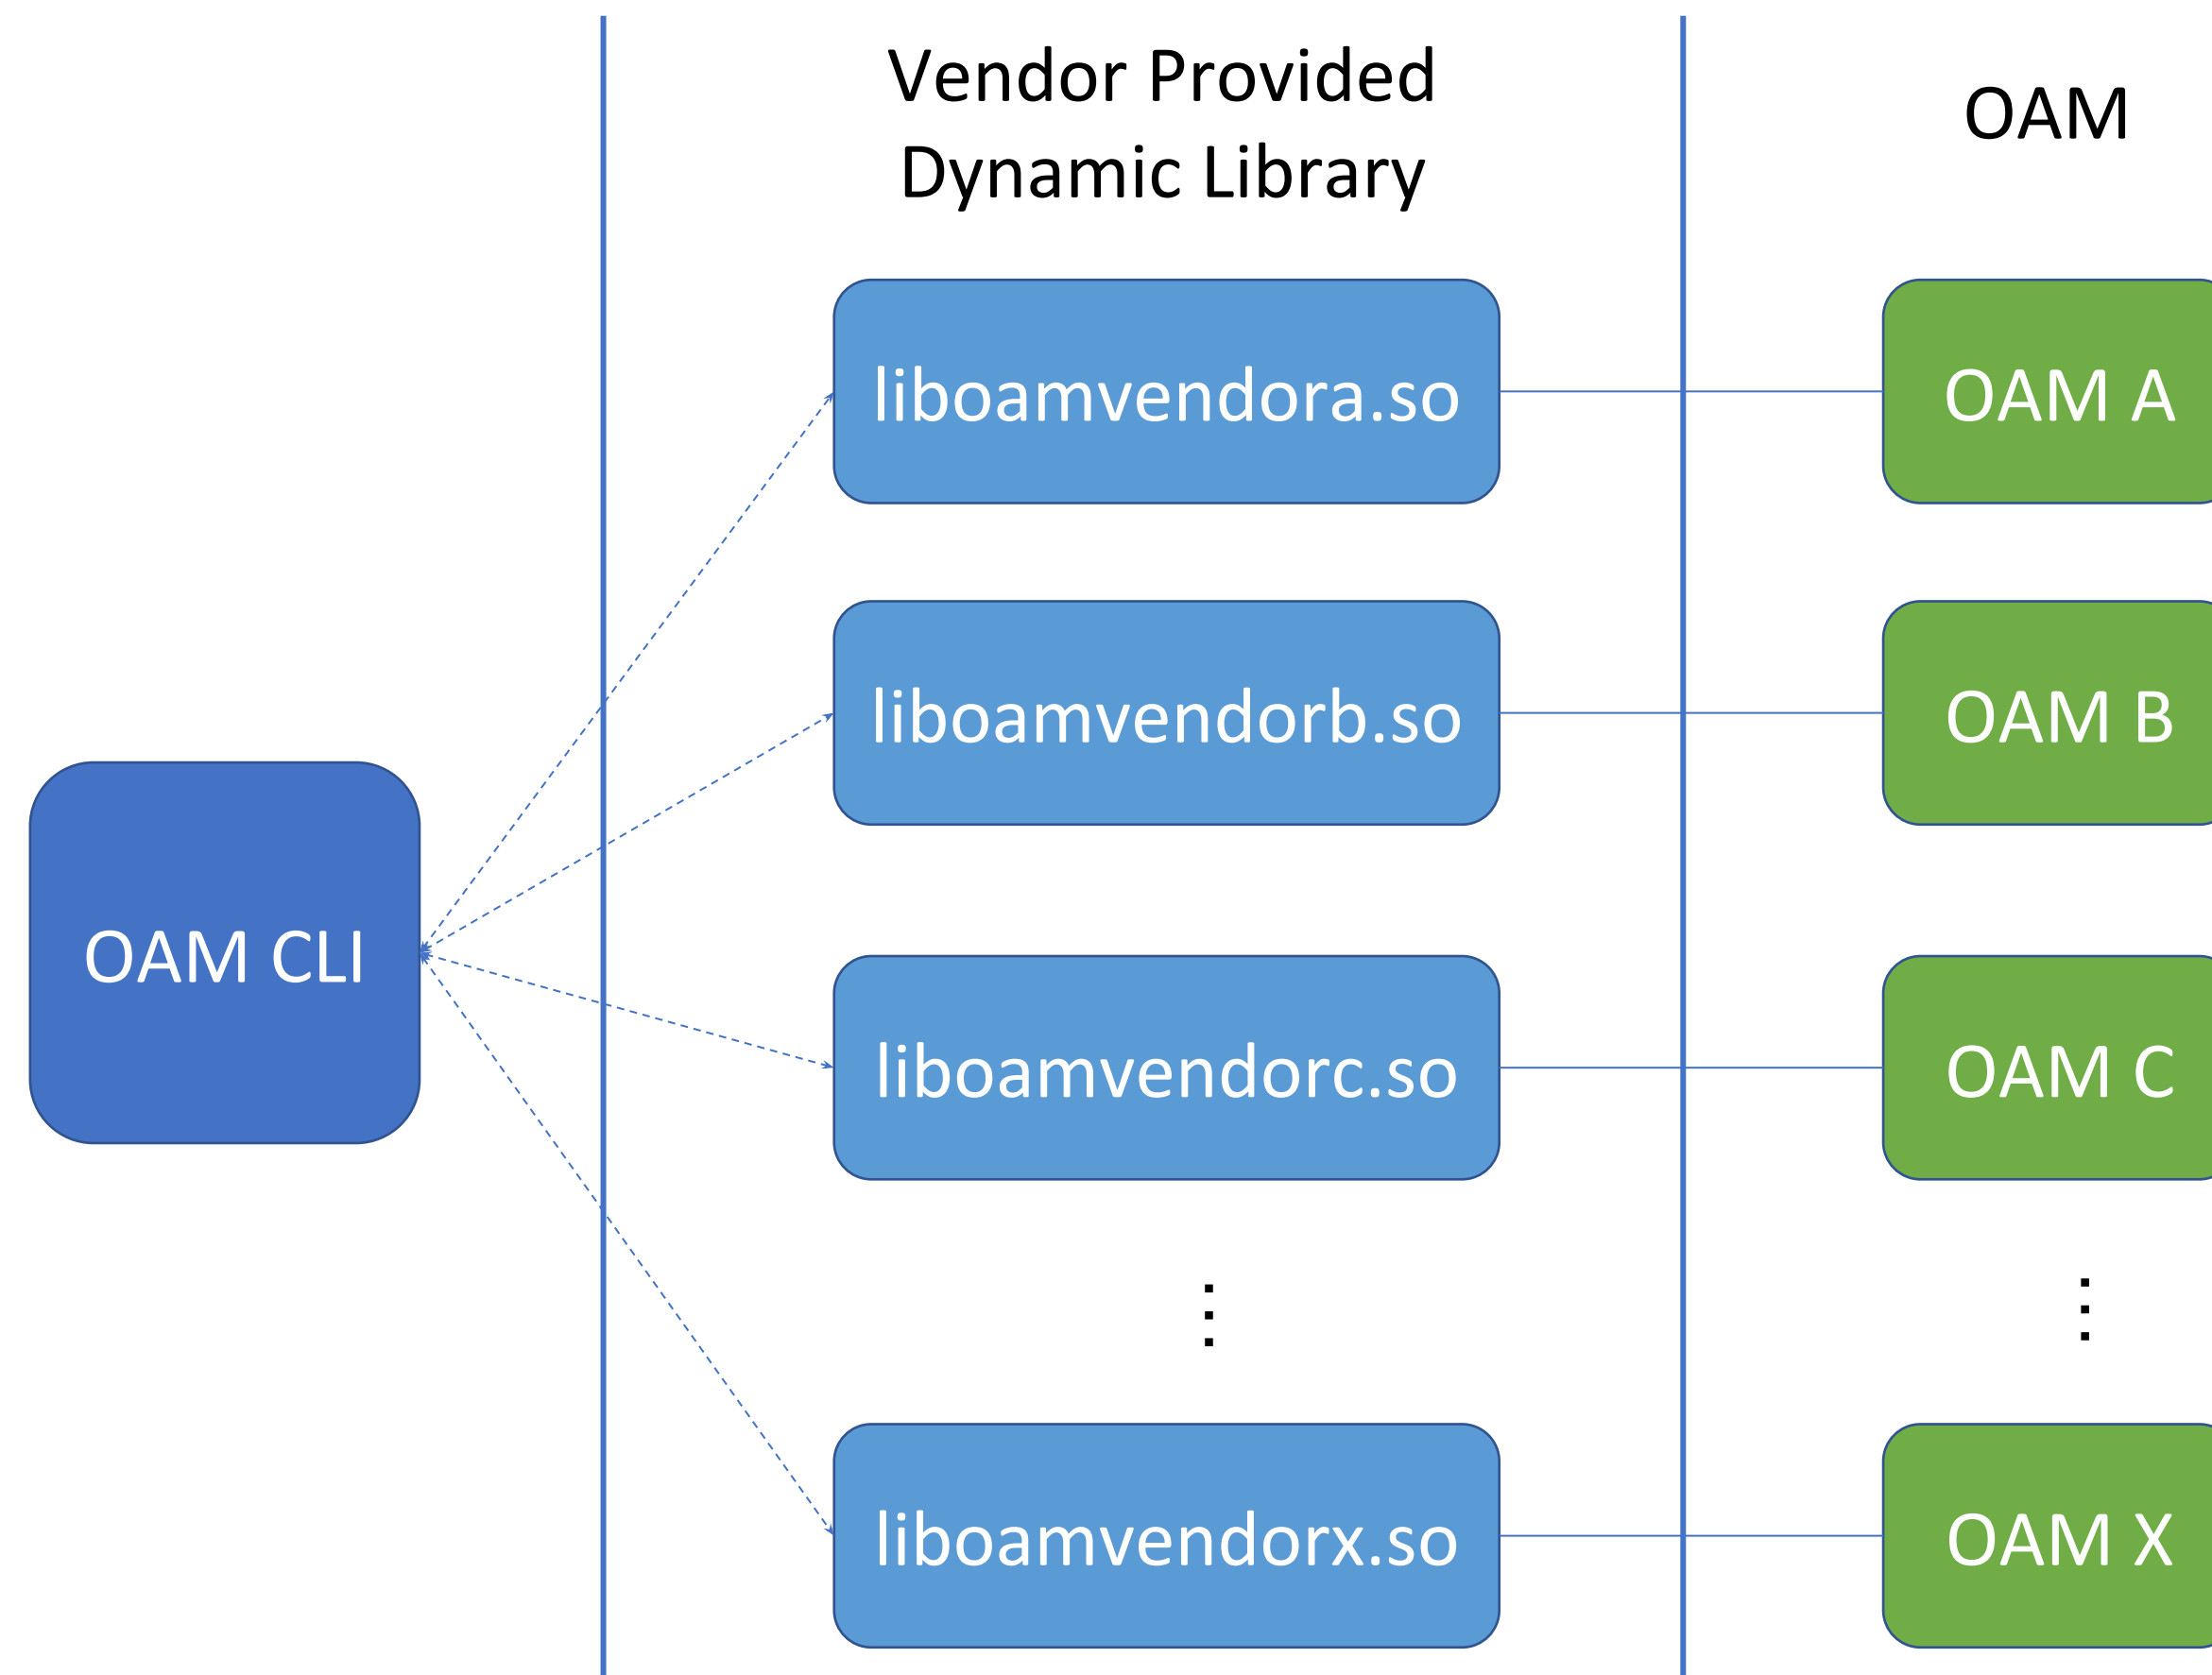 Vendor Provided
Dynamic Library
OAM
liboamvendora.so
OAM A
liboamvendorb.so
OAM B
OAM CLI
liboamvendorc.so
OAM C
⋮
⋮
liboamvendorx.so
OAM X